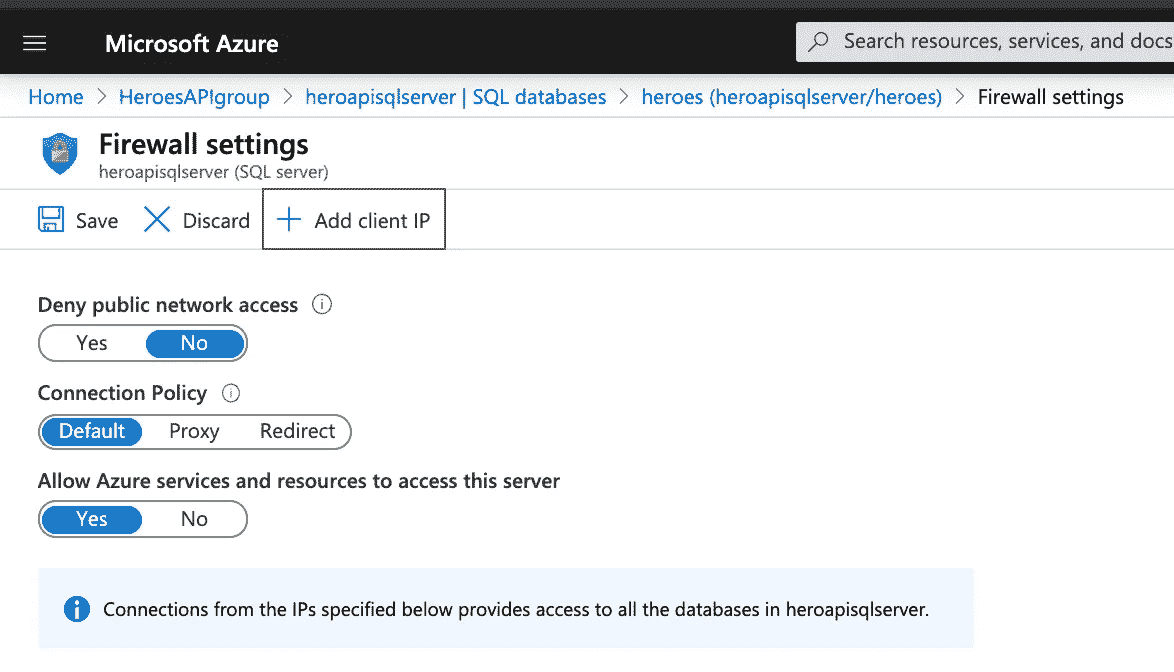 Microsoft Azure
Search resources, services, and docs
Home > HeroesAPIgroup > heroapisqlserver | SQL databases > heroes (heroapisqlserver/heroes) > Firewall settings
Firewall settings
heroapisqlserver (SQL server)
Save Discard + Add client IP
Deny public network access
Yes No
Connection Policy
Default Proxy Redirect
Allow Azure services and resources to access this server
Yes No
Connections from the IPs specified below provides access to all the databases in heroapisqlserver.